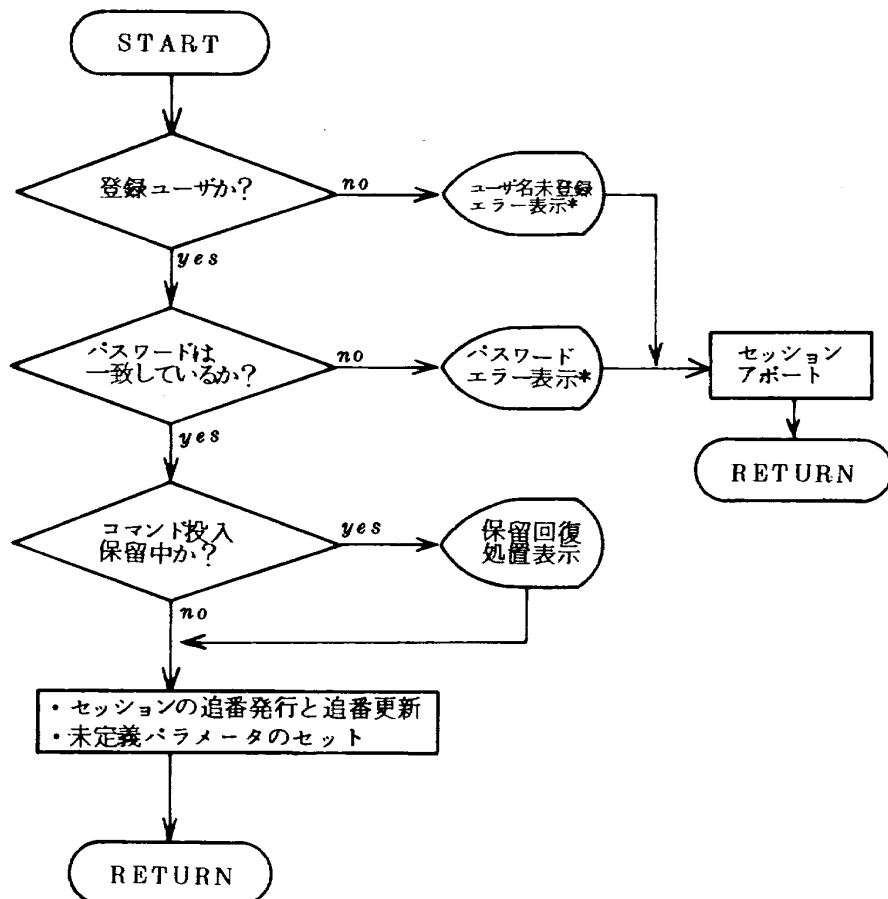 START
登録ユーザか?
no
ユーザ名未登録
エラー表示*
yes
パスワードは
一致しているか?
no
パスワード
エラー表示*
セッション
アボート
RETURN
yes
コマンド投入
保留中か?
yes
保留回復
処置表示
no
・セッションの追番発行と追番更新
・未定義パラメータのセット
RETURN